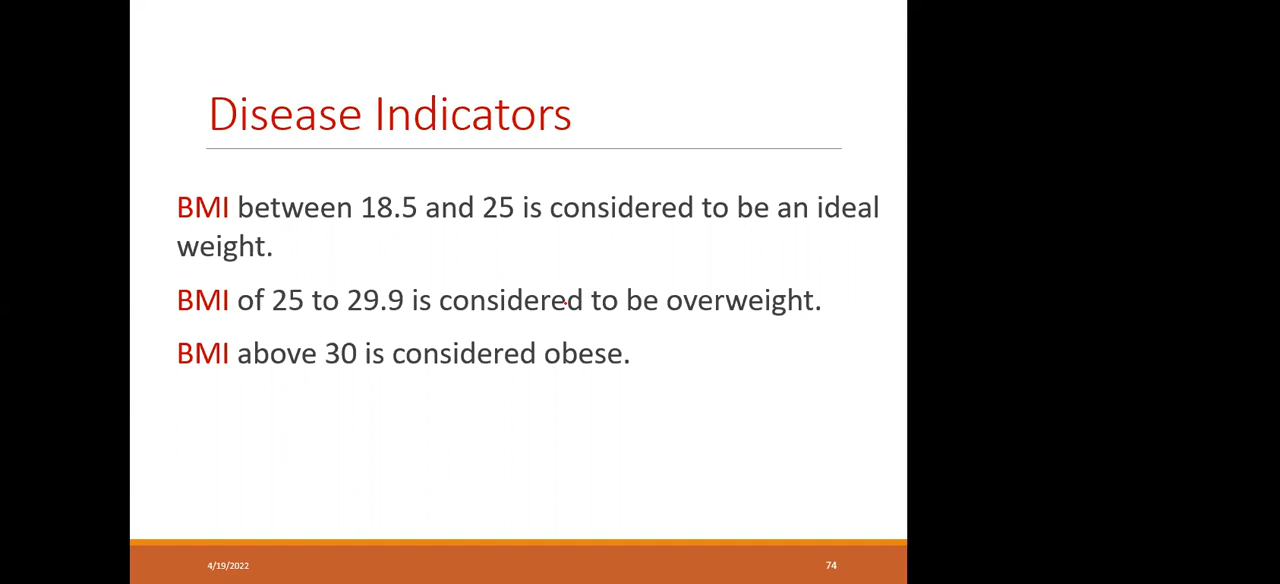 Disease Indicators
BMI between 18.5 and 25 is considered to be an ideal
weight.
BMI of 25 to 29.9 is considered to be overweight.
BMI above 30 is considered obese.
4/19/2022
74